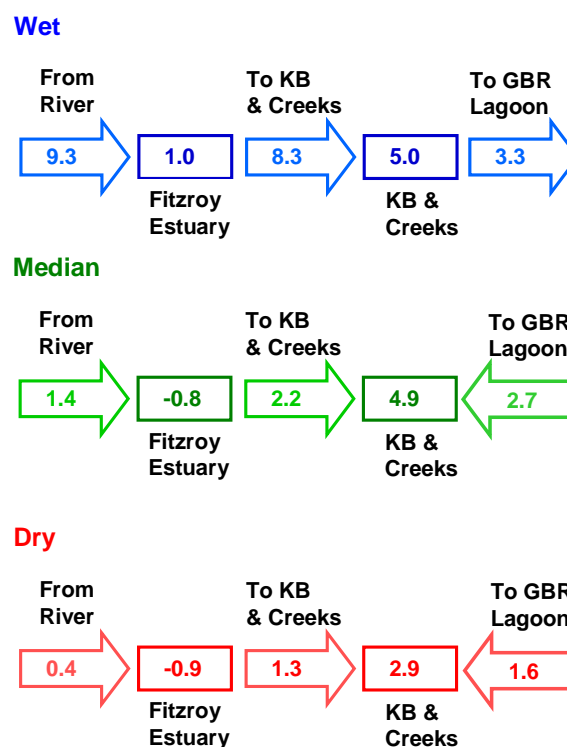 Wet
From
River
To KB
& Creeks
To GBR
Lagoon
9.3
1.0
8.3
5.0
3.3
Fitzroy
Estuary
KB &
Creeks
Median
From
River
To KB
& Creeks
To GBR
Lagoon
1.4
-0.8
2.2
4.9
2.7
Fitzroy
Estuary
KB &
Creeks
Dry
From
River
To KB
& Creeks
To GBR
Lagoon
0.4
-0.9
1.3
2.9
1.6
Fitzroy
Estuary
KB &
Creeks